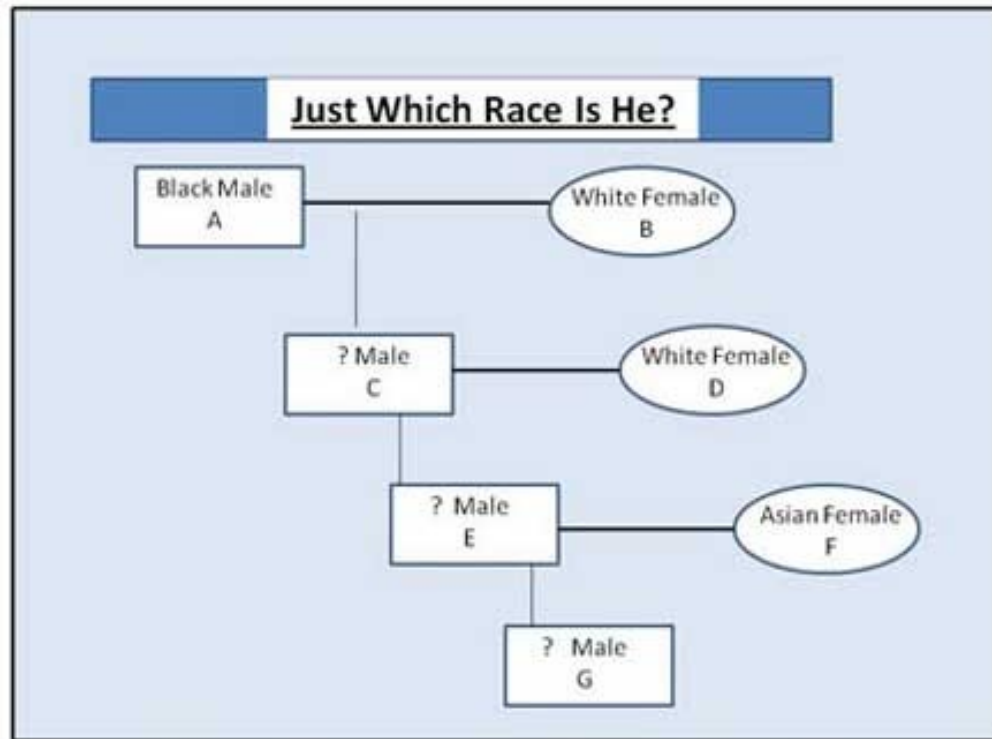 Just Which Race Is He?
Black Male
A
White Female
B
? Male
C
White Female
D
? Male
E
Asian Female
F
? Male
G